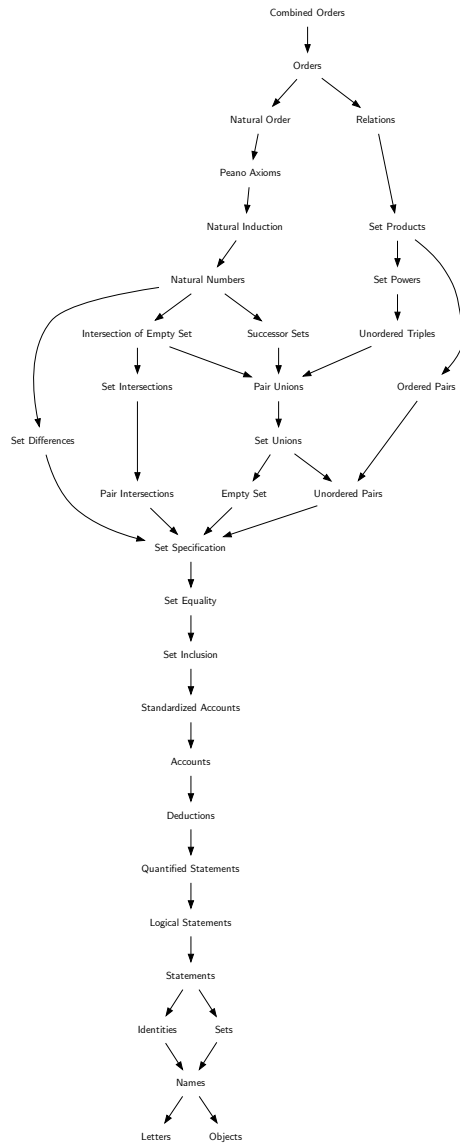 Combined Orders
Orders
Natural Order
Relations
Peano Axioms
Natural Induction
Set Products
Natural Numbers
Set Powers
Intersection of Empty Set
Successor Sets
Unordered Triples
Set Intersections
Pair Unions
Ordered Pairs
Set Differences
Set Unions
Pair Intersections
Empty Set
Unordered Pairs
Set Specification
Set Equality
Set Inclusion
Standardized Accounts
Accounts
Deductions
Quantified Statements
Logical Statements
Statements
Identities
Sets
Names
Letters
Objects